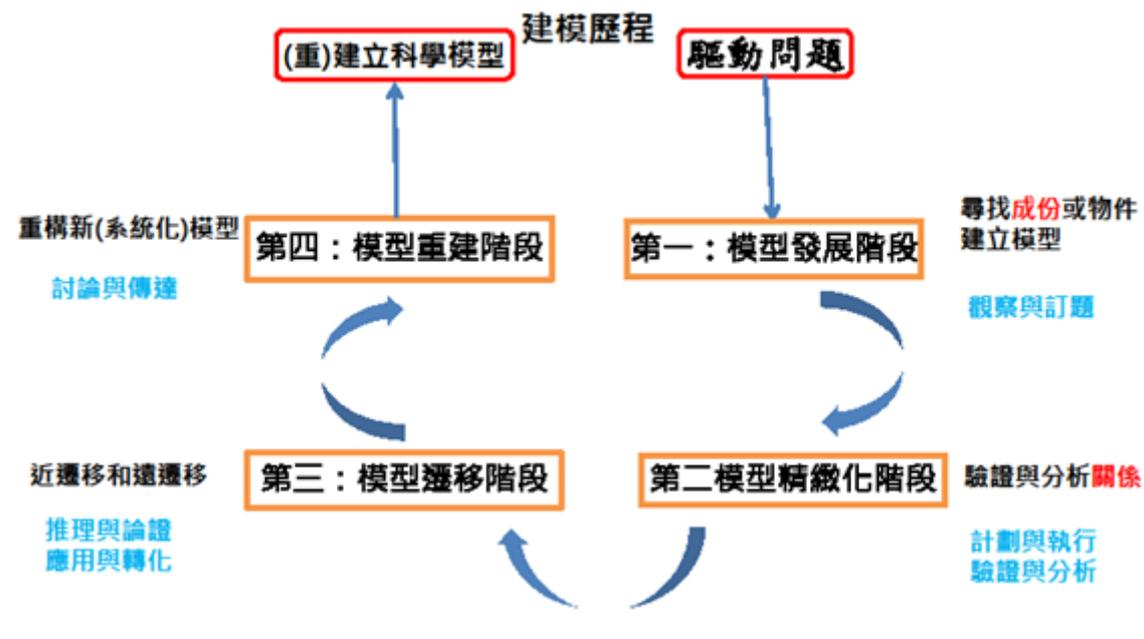 建模歷程
(重)建立科學模型
驅動問題
重構新(系統化)模型
討論與傳達
第四：模型重建階段
第一：模型發展階段
尋找成份或物件
建立模型
觀察與訂題
近遷移和遠遷移
推理與論證
應用與轉化
第三：模型遷移階段
第二模型精緻化階段
驗證與分析關係
計劃與執行
驗證與分析